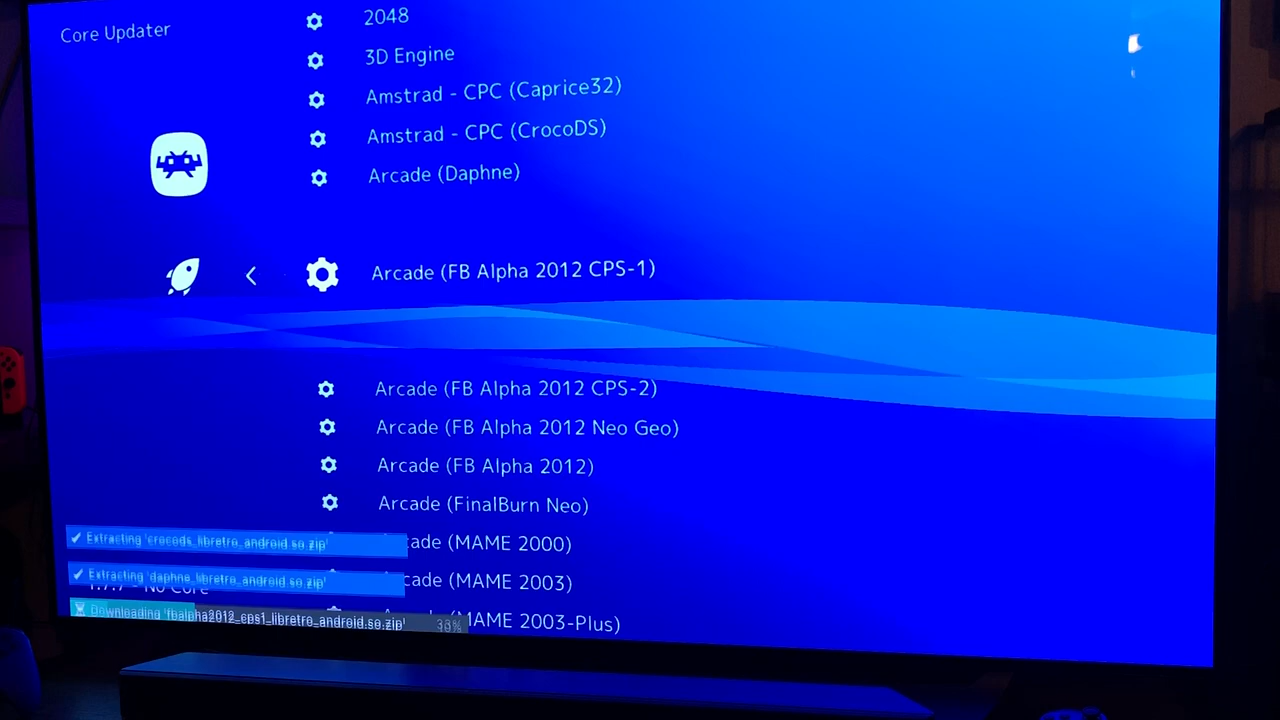 Core Updater
2048
3D Engine
Amstrad - CPC (Caprice32)
Amstrad - CPC (CrocoDS)
Arcade (Daphne)
Arcade (FB Alpha 2012 CPS-1)
Arcade (FB Alpha 2012 CPS-2)
Arcade (FB Alpha 2012 Neo Geo)
Arcade (FB Alpha 2012)
Arcade (FinalBurn Neo)
cade (MAME 2000)
Extracting 'crocods_libretro_android.so.zip'
cade (MAME 2003)
Extracting 'daphne_libretro_android.so.zip'
1.7.7 - No Core
MAME 2003-Plus)
Downloading 'fbalpha2012_cps1_libretro_android.so.zip'